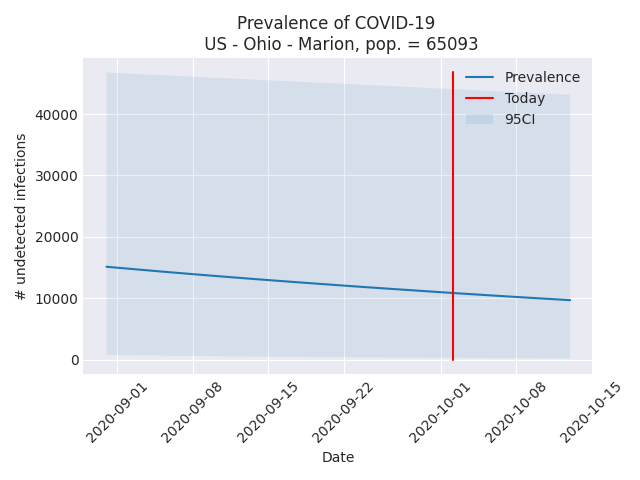 Prevalence of COVID-19
US - Ohio - Marion, pop. = 65093
Prevalence
Today
95CI
# undetected infections
40000
30000
20000
10000
0
2020-09-01
2020-09-08
2020-09-15
2020-09-22
2020-10-01
2020-10-08
2020-10-15
Date